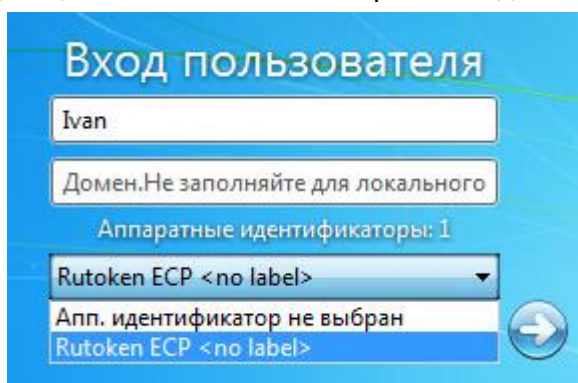 Вход пользователя
Ivan
Домен.Не заполняйте для локального
Аппаратные идентификаторы: 1
Rutoken ECP <no label>
Апп. идентификатор не выбран
Rutoken ECP <no label>